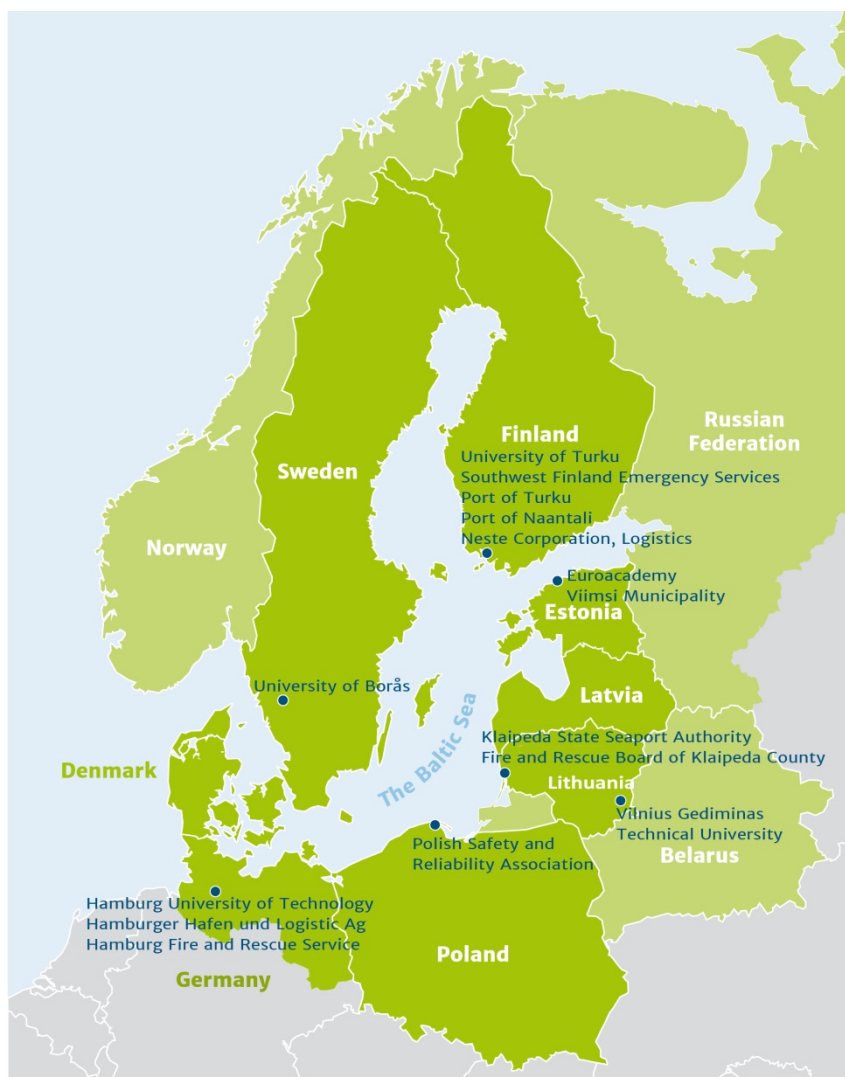 Finland
University of Turku
Southwest Finland Emergency Services
Port of Turku
Port of Naantali
Neste Corporation, Logistics
Russian
Federation
Sweden
Norway
Euroacademy
Viimsi Municipality
Estonia
University of Borås
Latvia
The Baltic Sea
Klaipeda State Seaport Authority
Fire and Rescue Board of Klaipeda County
Denmark
Lithuania
Vilnius Gediminas
Technical University
Belarus
Polish Safety and
Reliability Association
Hamburg University of Technology
Hamburger Hafen und Logistic Ag
Hamburg Fire and Rescue Service
Poland
Germany